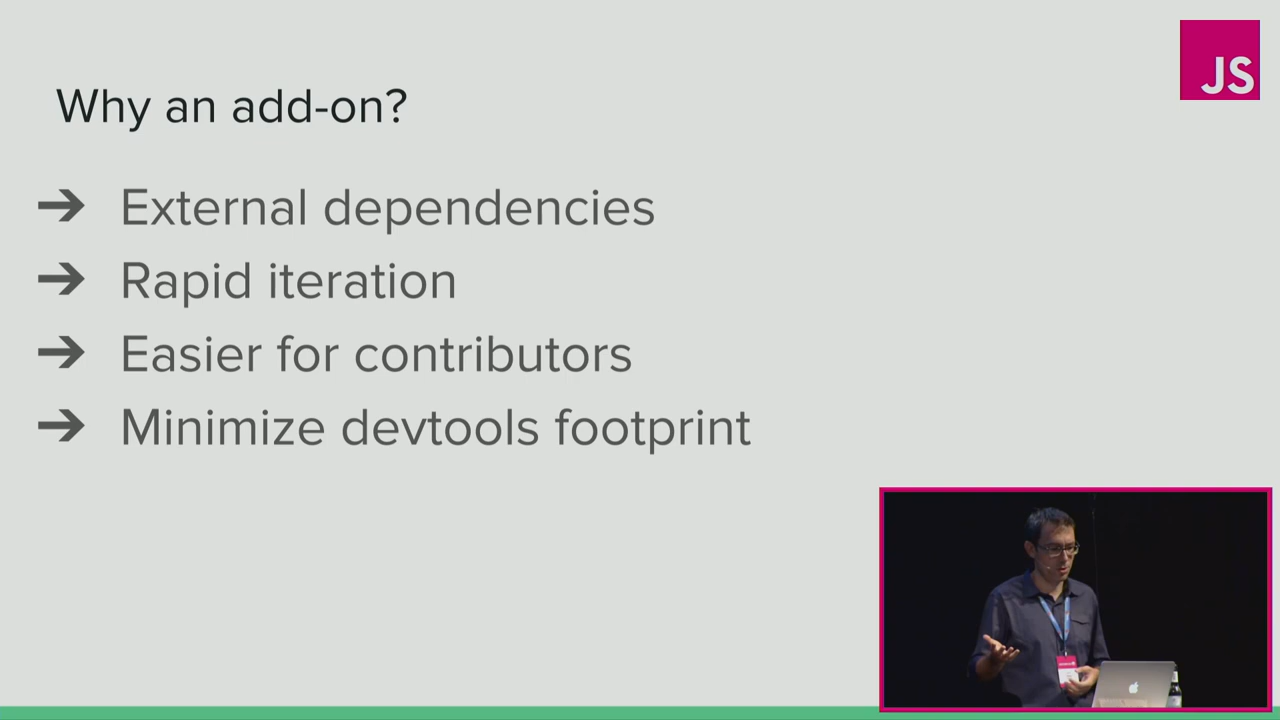 JS
Why an add-on?
➔ External dependencies
➔ Rapid iteration
➔ Easier for contributors
➔ Minimize devtools footprint